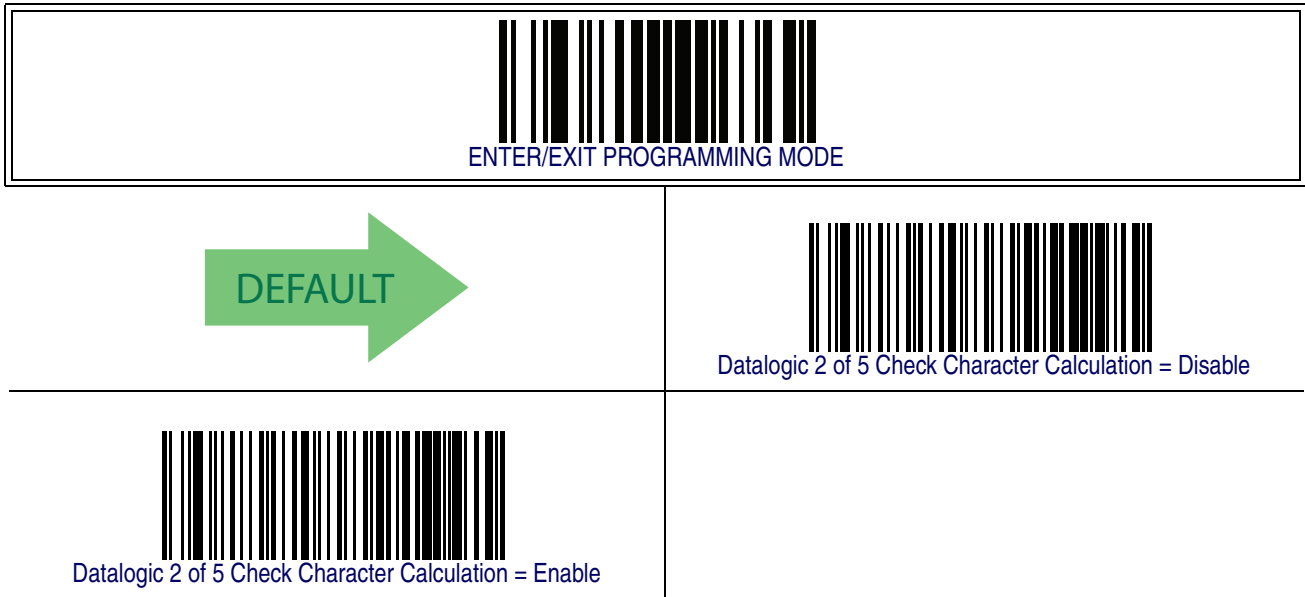 ENTER/EXIT PROGRAMMING MODE
DEFAULT
Datalogic 2 of 5 Check Character Calculation = Disable
Datalogic 2 of 5 Check Character Calculation = Enable